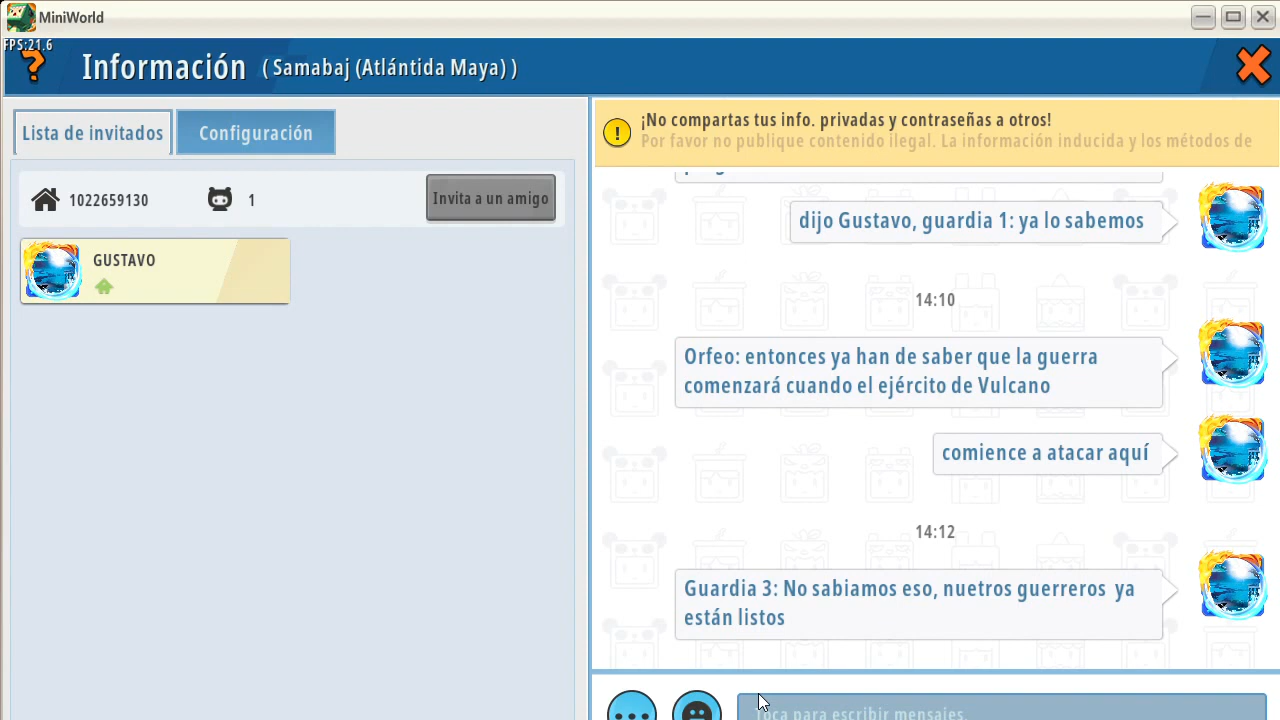 MiniWorld
FPS:21.6
Información ( Samabaj (Atlántida Maya) )
Lista de invitados
Configuración
1022659130
1
Invita a un amigo
GUSTAVO
¡No compartas tus info. privadas y contraseñas a otros!
Por favor no publique contenido ilegal. La información inducida y los métodos de
dijo Gustavo, guardia 1: ya lo sabemos
14:10
Orfeo: entonces ya han de saber que la guerra
comenzará cuando el ejército de Vulcano
comience a atacar aquí
14:12
Guardia 3: No sabiamos eso, nuetros guerreros ya
están listos
Toca para escribir mensajes.